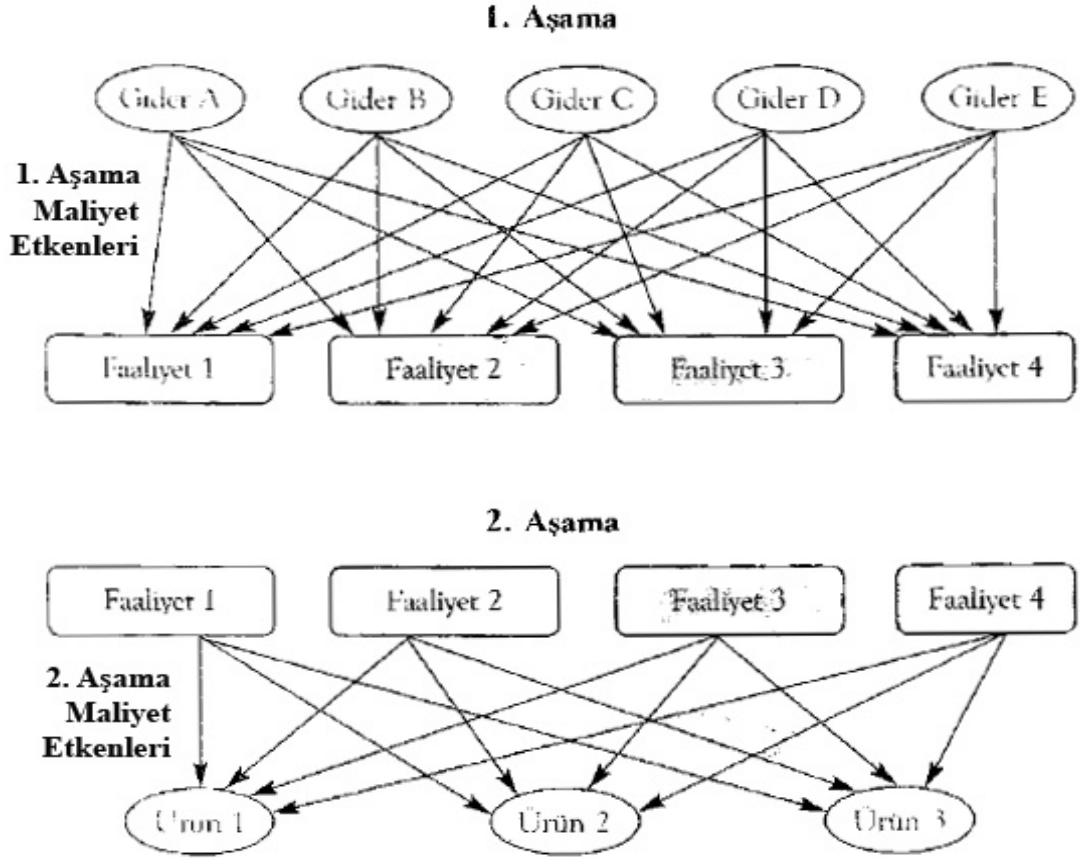 1. Aşama
Gider A
Gider B
Gider C
Gider D
Gider E
1. Aşama
Maliyet
Etkenleri
Faaliyet 1
Faaliyet 2
Faaliyet 3
Faaliyet 4
2. Aşama
Faaliyet 1
Faaliyet 2
Faaliyet 3
Faaliyet 4
2. Aşama
Maliyet
Etkenleri
Ürün 1
Ürün 2
Ürün 3